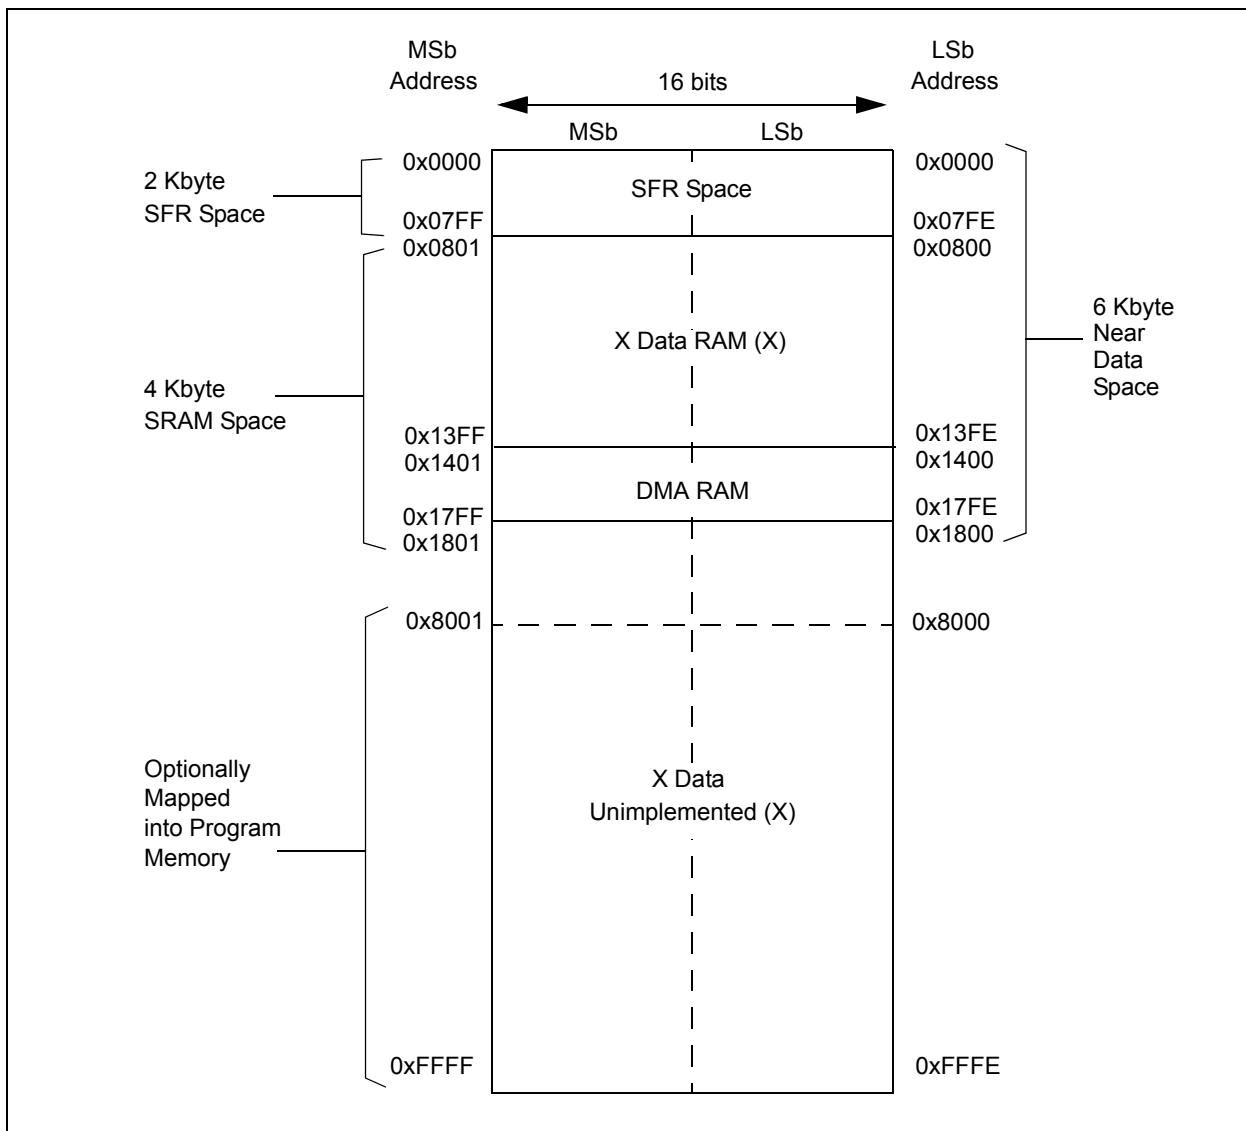 MSb
Address
LSb
Address
16 bits
MSb
LSb
0x0000
SFR Space
0x0000
2 Kbyte
SFR Space
0x07FF
0x07FE
0x0801
0x0800
X Data RAM (X)
6 Kbyte
Near
Data
Space
4 Kbyte
SRAM Space
0x13FF
0x13FE
0x1401
0x1400
DMA RAM
0x17FF
0x17FE
0x1801
0x1800
0x8001
0x8000
Optionally
Mapped
into Program
Memory
X Data
Unimplemented (X)
0xFFFF
0xFFFE